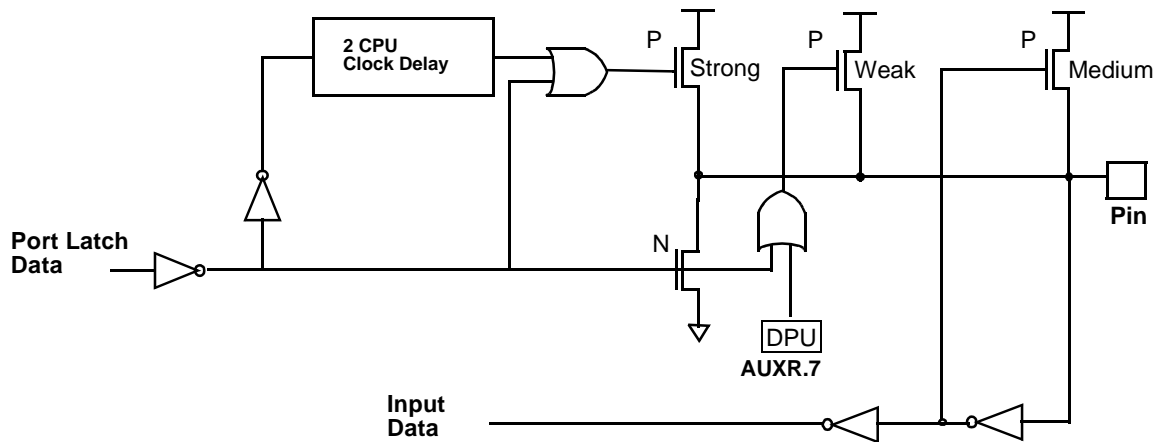 2 CPU
Clock Delay
P
Strong
P
Weak
P
Medium
Pin
Port Latch
Data
N
DPU
AUXR.7
Input
Data